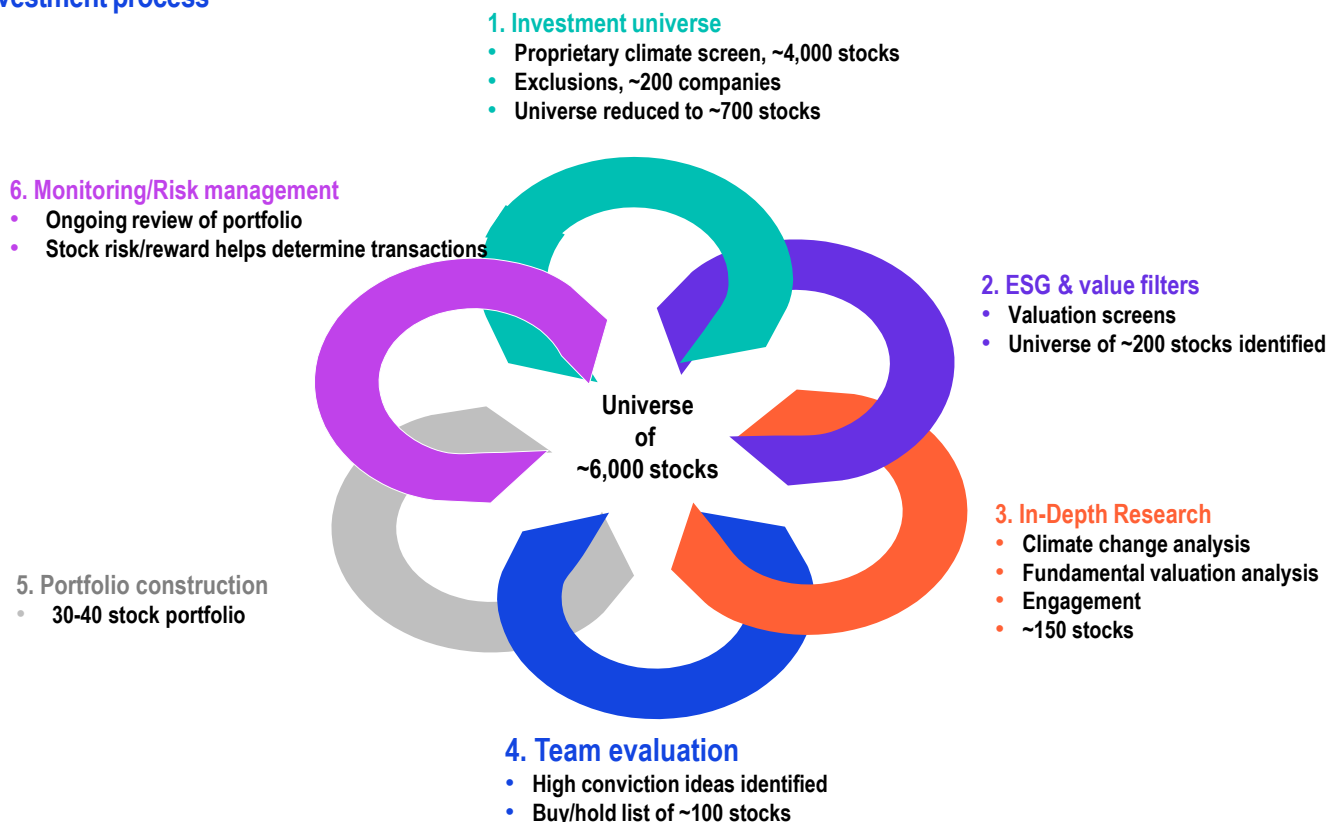 vestment process
1. Investment universe
• Proprietary climate screen, ~4,000 stocks
• Exclusions, ~200 companies
• Universe reduced to ~700 stocks
6. Monitoring/Risk management
• Ongoing review of portfolio
• Stock risk/reward helps determine transactions
2. ESG & value filters
• Valuation screens
• Universe of ~200 stocks identified
Universe
of
~6,000 stocks
3. In-Depth Research
• Climate change analysis
• Fundamental valuation analysis
• Engagement
• ~150 stocks
5. Portfolio construction
• 30-40 stock portfolio
4. Team evaluation
• High conviction ideas identified
• Buy/hold list of ~100 stocks